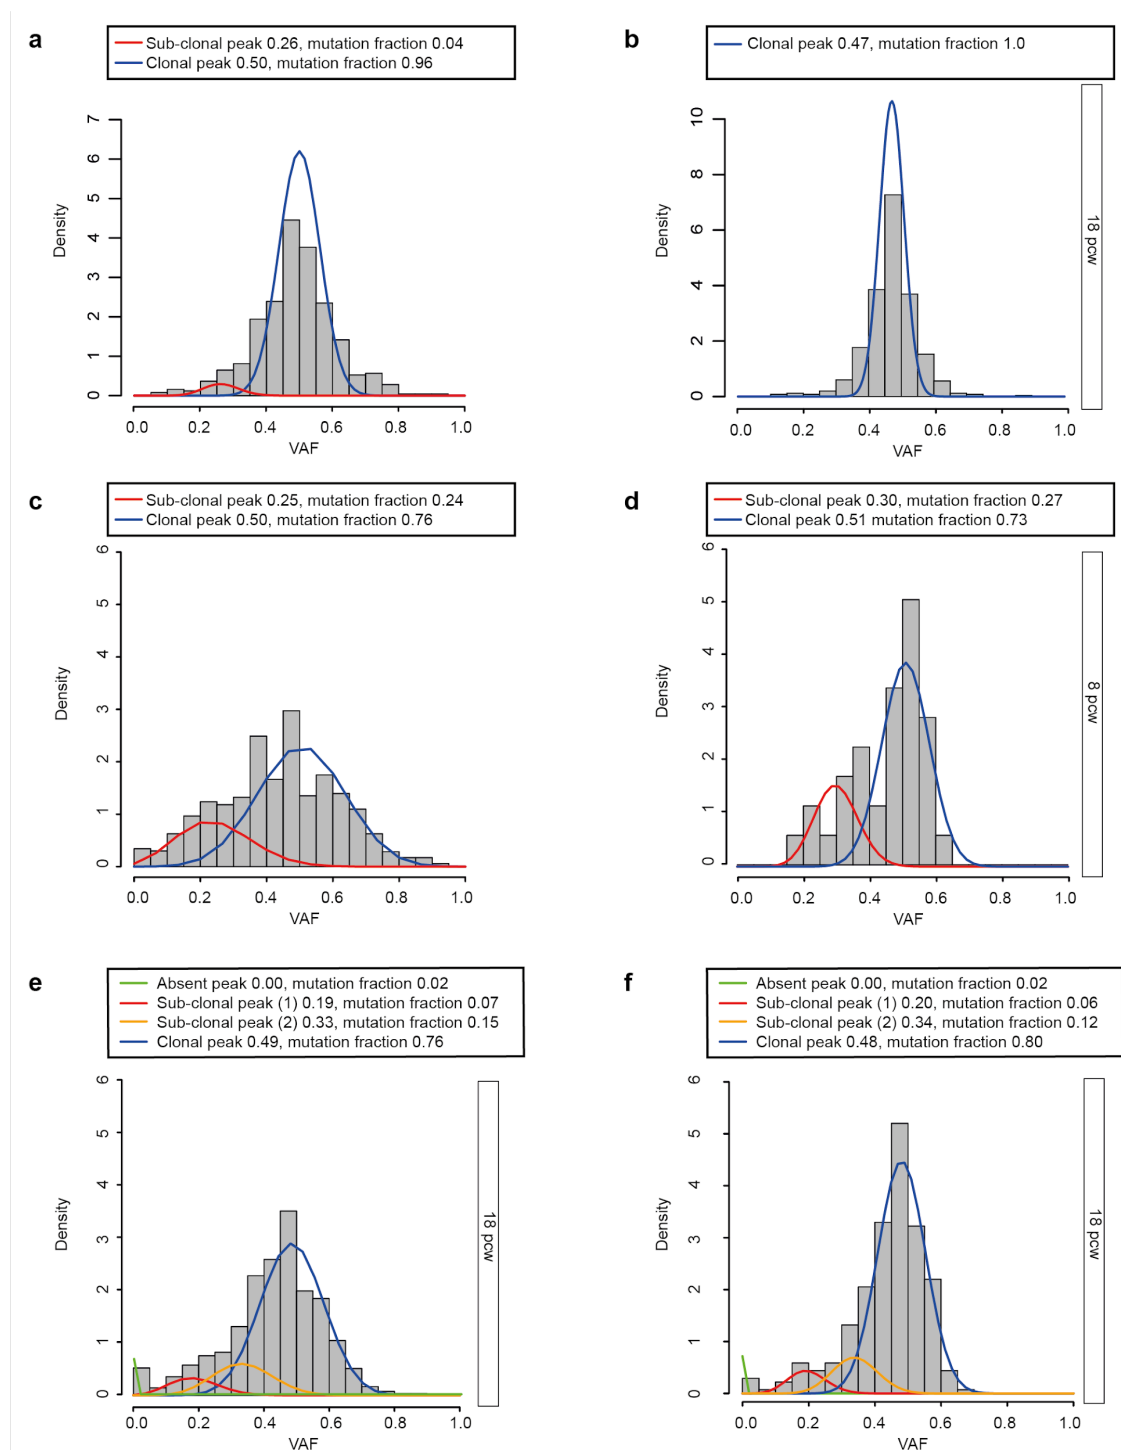 a
Sub-clonal peak 0.26, mutation fraction 0.04
Clonal peak 0.50, mutation fraction 0.96
7
6
5
4
3
2
1
0
Density
0.0 0.2 0.4 0.6 0.8 1.0
VAF
b
Clonal peak 0.47, mutation fraction 1.0
10
8
6
4
2
0
Density
0.0 0.2 0.4 0.6 0.8 1.0
VAF
18 pcw
c
Sub-clonal peak 0.25, mutation fraction 0.24
Clonal peak 0.50, mutation fraction 0.76
6
5
4
3
2
1
0
Density
0.0 0.2 0.4 0.6 0.8 1.0
VAF
d
Sub-clonal peak 0.30, mutation fraction 0.27
Clonal peak 0.51 mutation fraction 0.73
6
5
4
3
2
1
0
Density
0.0 0.2 0.4 0.6 0.8 1.0
VAF
8 pcw
e
Absent peak 0.00, mutation fraction 0.02
Sub-clonal peak (1) 0.19, mutation fraction 0.07
Sub-clonal peak (2) 0.33, mutation fraction 0.15
Clonal peak 0.49, mutation fraction 0.76
6
5
4
3
2
1
0
Density
0.0 0.2 0.4 0.6 0.8 1.0
VAF
18 pcw
f
Absent peak 0.00, mutation fraction 0.02
Sub-clonal peak (1) 0.20, mutation fraction 0.06
Sub-clonal peak (2) 0.34, mutation fraction 0.12
Clonal peak 0.48, mutation fraction 0.80
6
5
4
3
2
1
0
Density
0.0 0.2 0.4 0.6 0.8 1.0
VAF
18 pcw